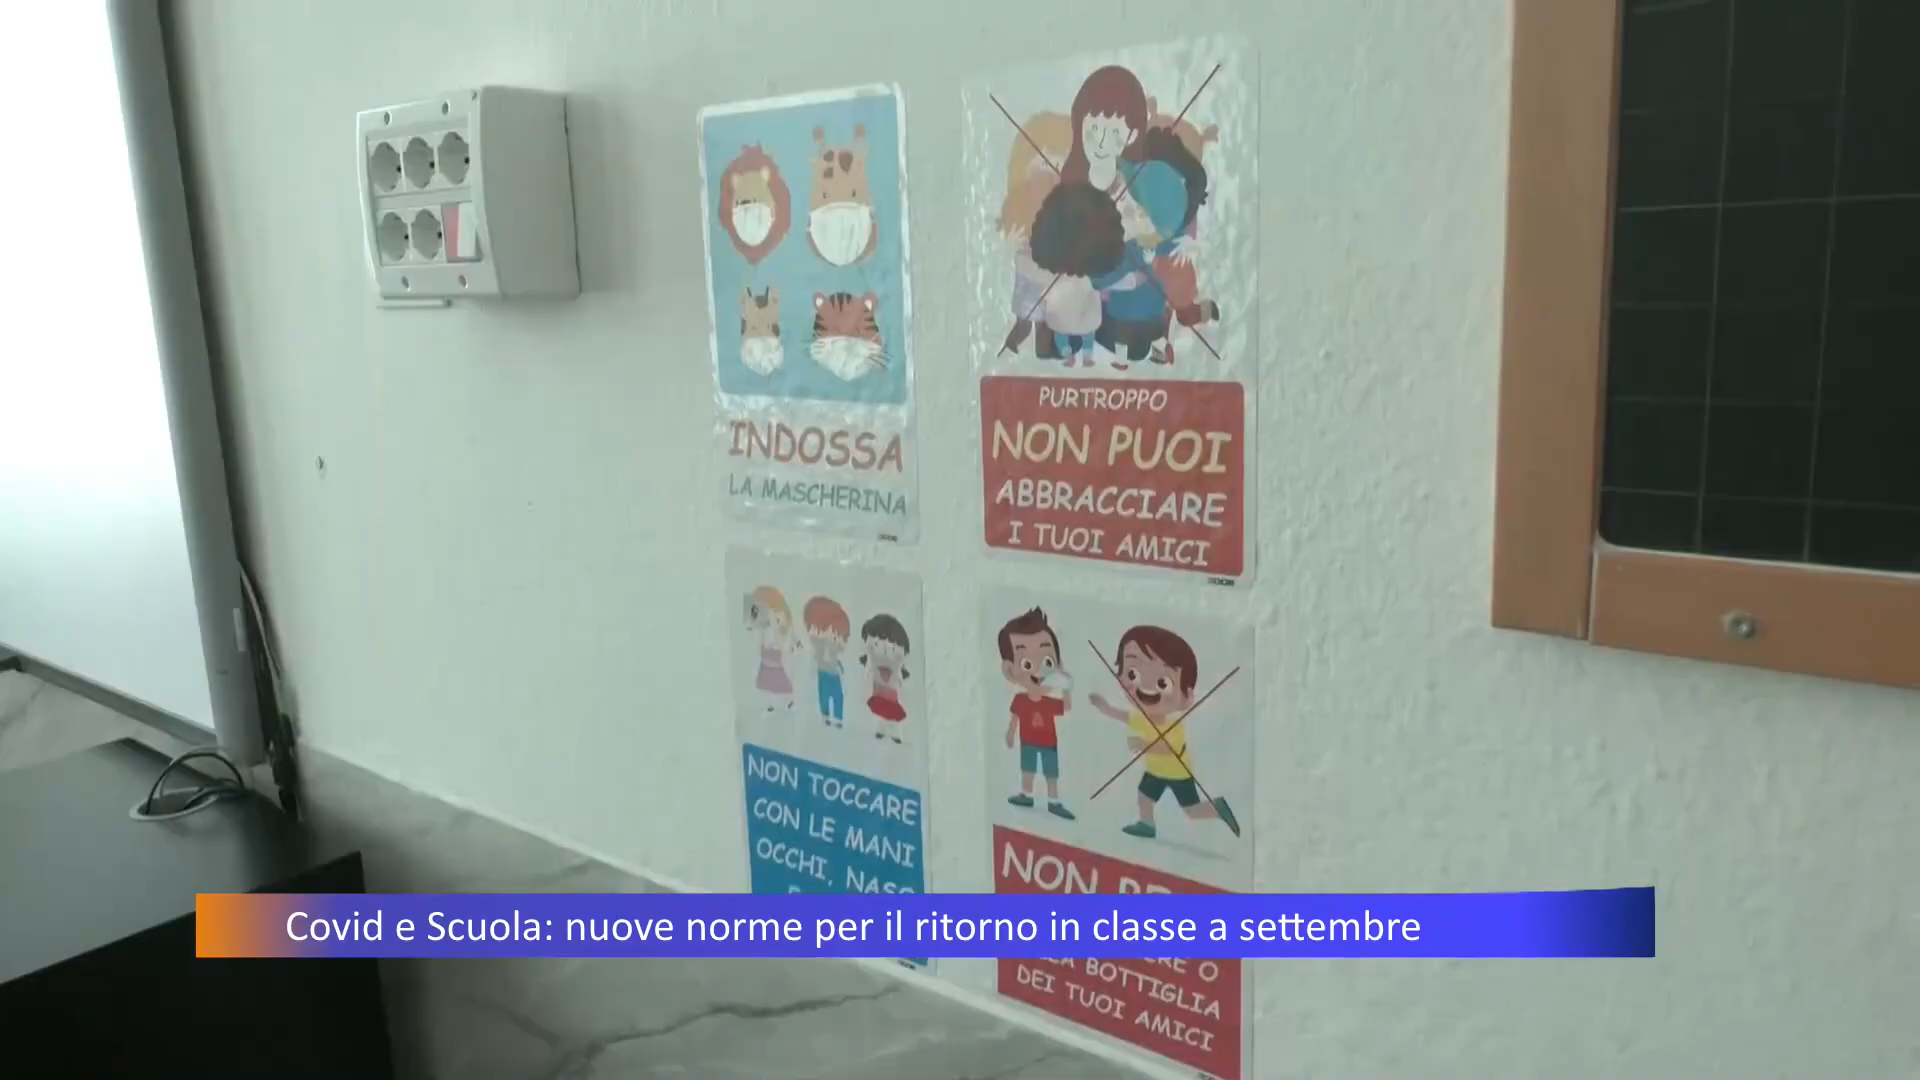 INDOSSA
LA MASCHERINA
PURTROPPO
NON PUOI
ABBRACCIARE
I TUOI AMICI
NON TOCCARE
CON LE MANI
OCCHI, NASO
NON
BOTTIGLIA
DEI TUOI AMICI
Covid e Scuola: nuove norme per il ritorno in classe a settembre